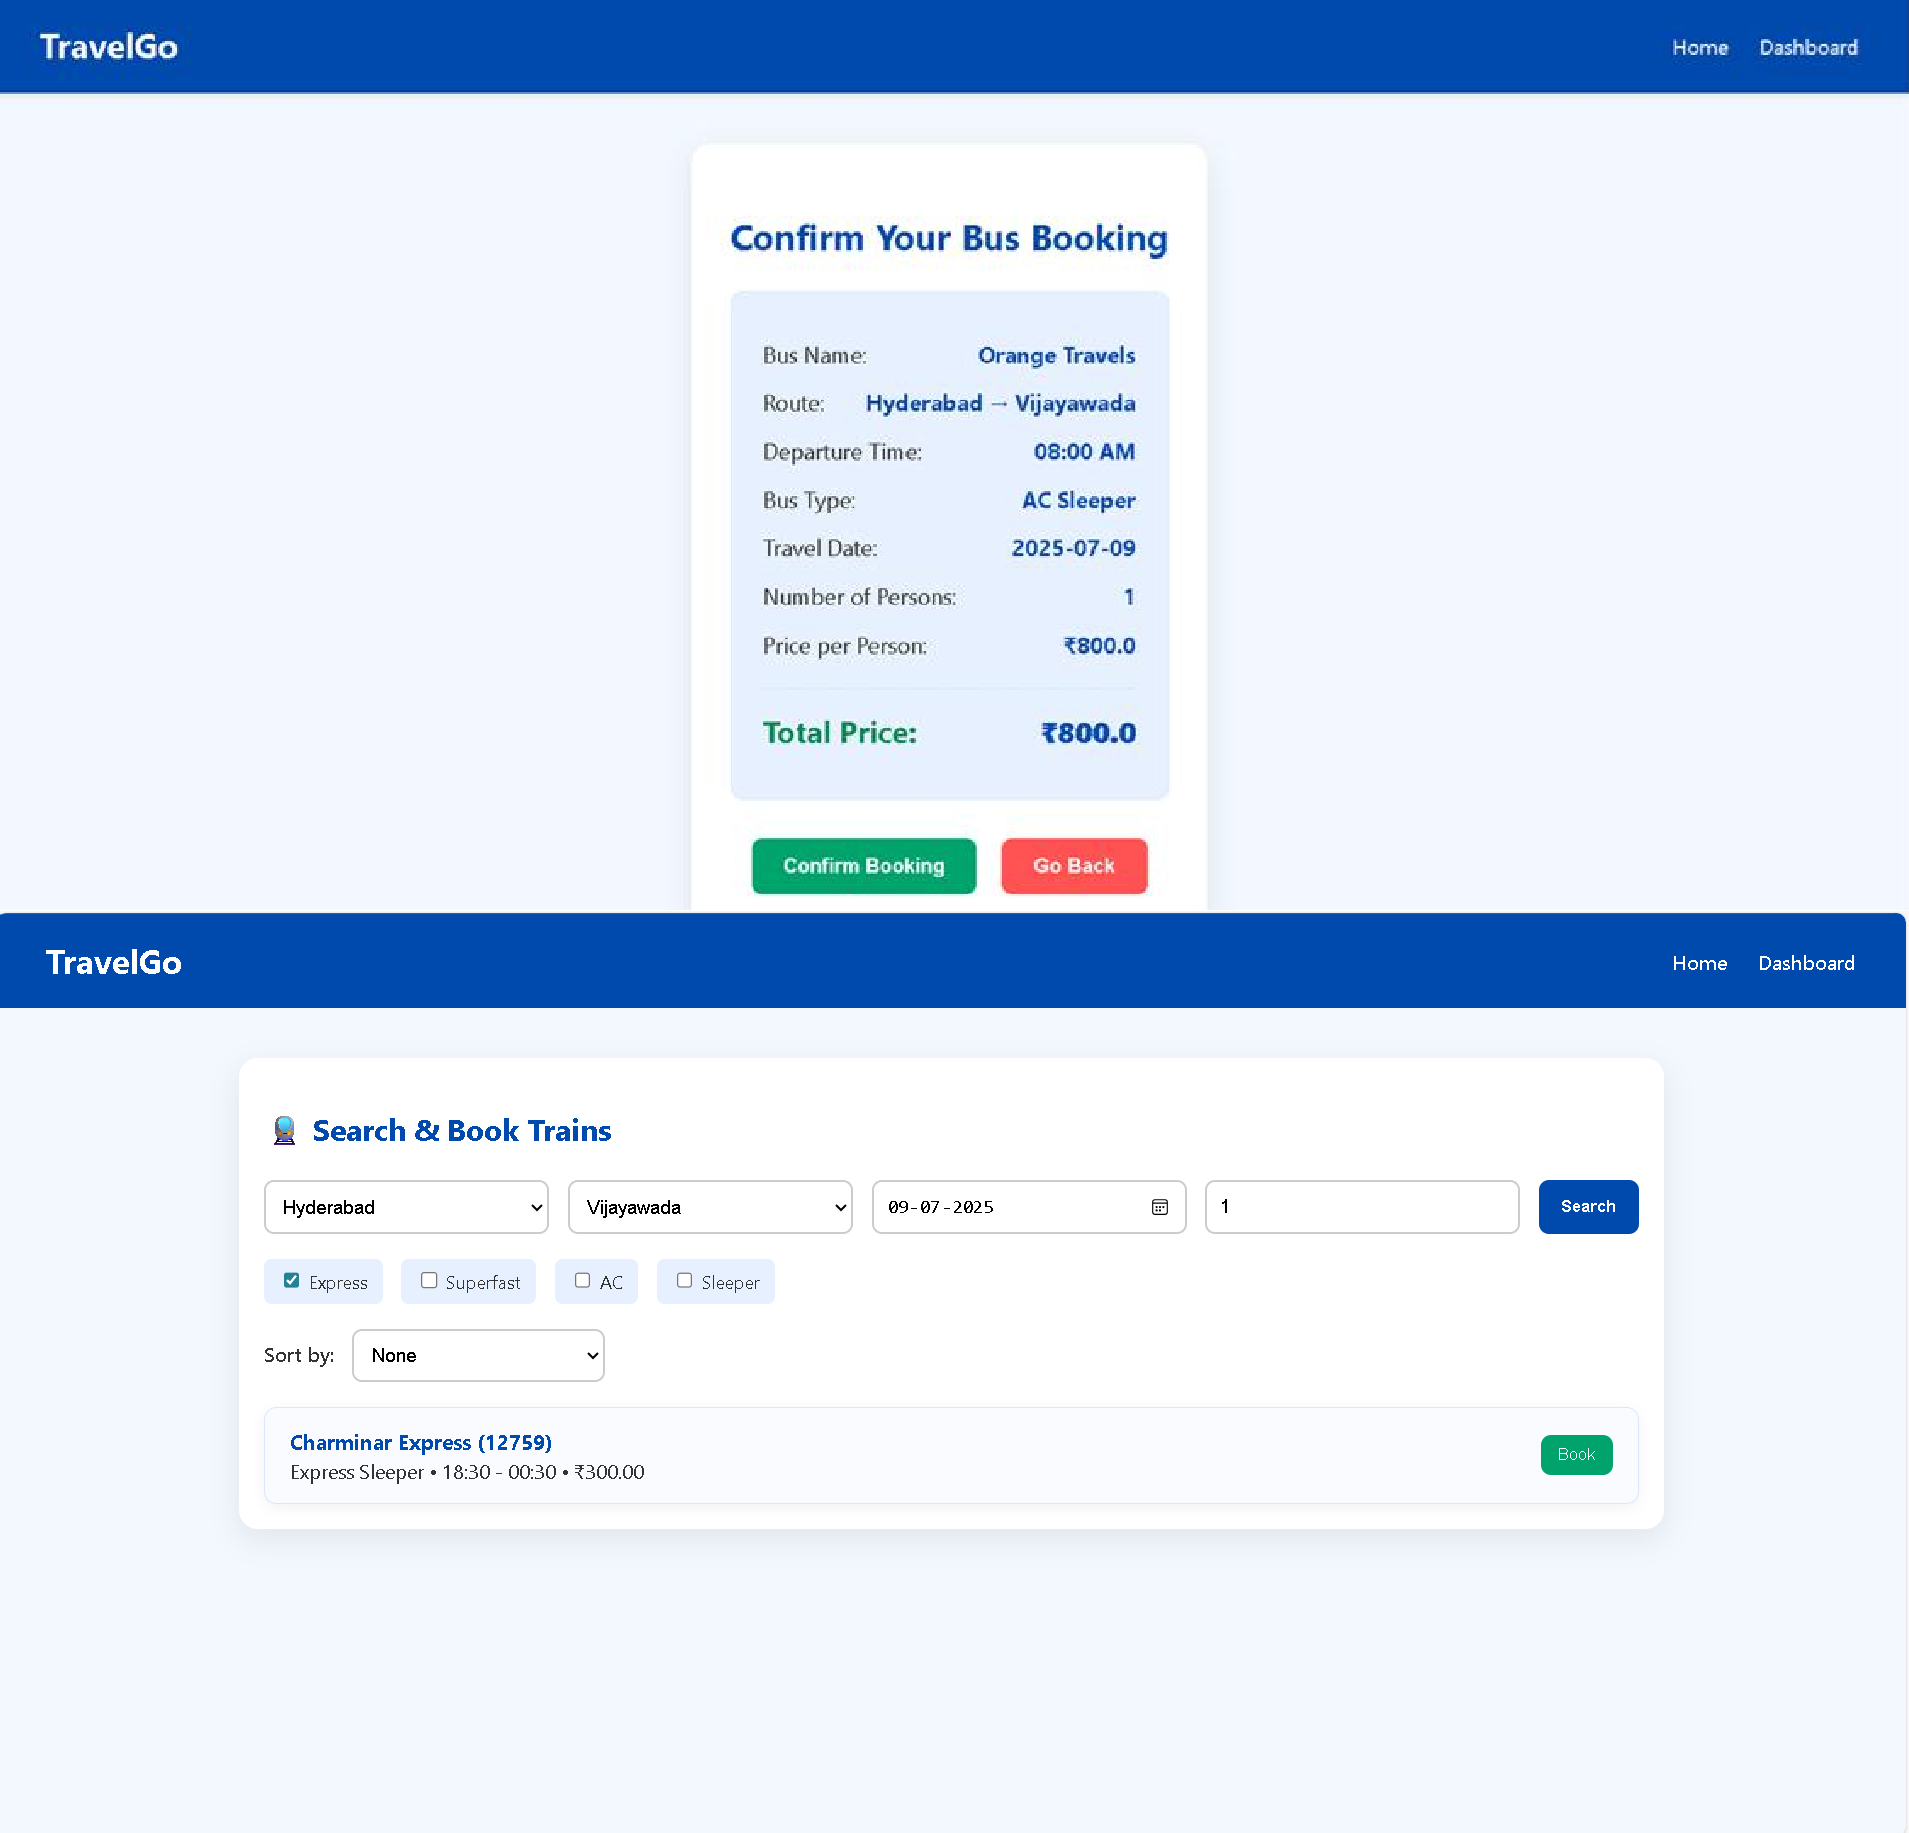 TravelGo Home Dashboard
Confirm Your Bus Booking
Bus Name: Orange Travels
Route: Hyderabad → Vijayawada
Departure Time: 08:00 AM
Bus Type: AC Sleeper
Travel Date: 2025-07-09
Number of Persons: 1
Price per Person: ₹800.0
Total Price: ₹800.0
Confirm Booking Go Back
TravelGo Home Dashboard
Search & Book Trains
Hyderabad Vijayawada 09-07-2025 1 Search
Express Superfast AC Sleeper
Sort by: None
Charminar Express (12759)
Express Sleeper • 18:30 - 00:30 • ₹300.00
Book